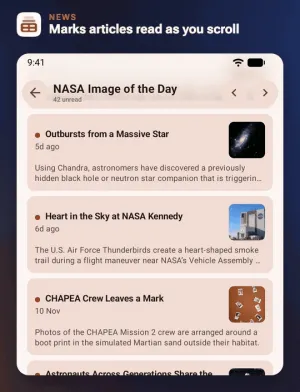 NEWS
Marks articles read as you scroll
9:41
NASA Image of the Day
42 unread
Outbursts from a Massive Star
5d ago
Using Chandra, astronomers have discovered a previously
hidden black hole or neutron star companion that is triggerin...
Heart in the Sky at NASA Kennedy
6d ago
The U.S. Air Force Thunderbirds create a heart-shaped smoke
trail during a flight maneuver near NASA's Vehicle Assembly ...
CHAPEA Crew Leaves a Mark
10 Nov
Photos of the CHAPEA Mission 2 crew are arranged around a
boot print in the simulated Martian sand outside their habitat.
Astronauts Across Generations Share the